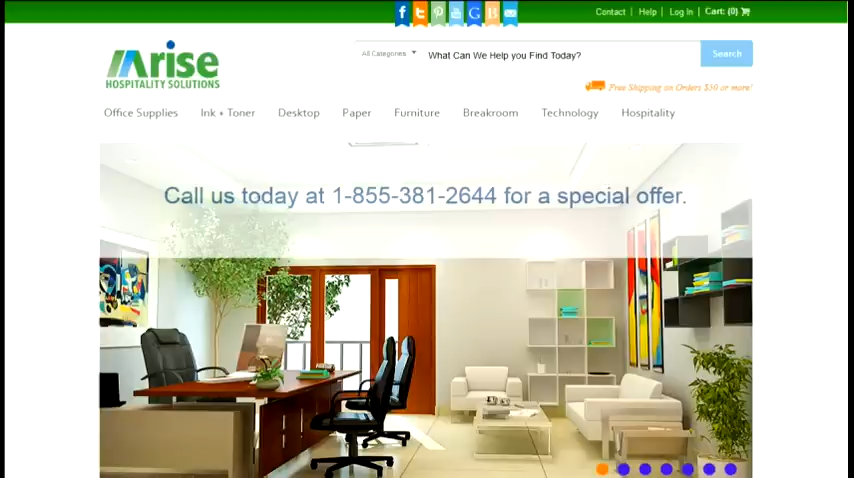 Contact | Help | Log In | Cart: (0)
Arise
HOSPITALITY SOLUTIONS
All Categories
What Can We Help you Find Today?
Search
Free Shipping on Orders $30 or more!
Office Supplies
Ink + Toner
Desktop
Paper
Furniture
Breakroom
Technology
Hospitality
Call us today at 1-855-381-2644 for a special offer.